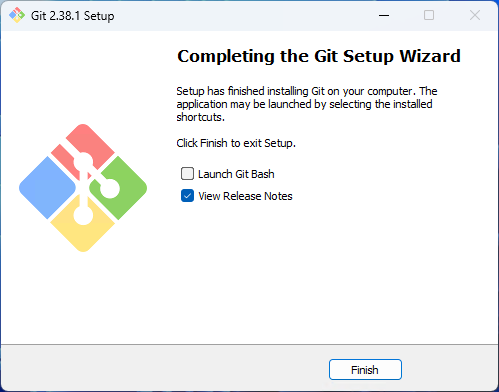 Git 2.38.1 Setup
Completing the Git Setup Wizard
Setup has finished installing Git on your computer. The
application may be launched by selecting the installed
shortcuts.
Click Finish to exit Setup.
Launch Git Bash
View Release Notes
Finish